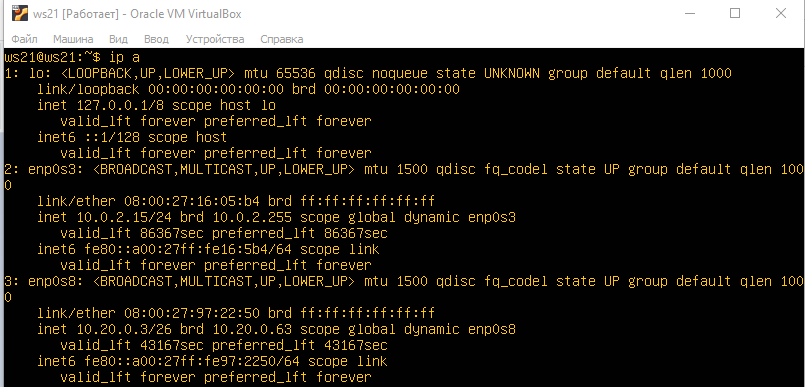 ws21 [Работает] - Oracle VM VirtualBox
Файл Машина Вид Ввод Устройства Справка
ws21@ws21:~$ ip a
1: lo: <LOOPBACK,UP,LOWER_UP> mtu 65536 qdisc noqueue state UNKNOWN group default qlen 1000
    link/loopback 00:00:00:00:00:00 brd 00:00:00:00:00:00
    inet 127.0.0.1/8 scope host lo
       valid_lft forever preferred_lft forever
    inet6 ::1/128 scope host
       valid_lft forever preferred_lft forever
2: enp0s3: <BROADCAST,MULTICAST,UP,LOWER_UP> mtu 1500 qdisc fq_codel state UP group default qlen 100
0
    link/ether 08:00:27:16:05:b4 brd ff:ff:ff:ff:ff:ff
    inet 10.0.2.15/24 brd 10.0.2.255 scope global dynamic enp0s3
       valid_lft 86367sec preferred_lft 86367sec
    inet6 fe80::a00:27ff:fe16:5b4/64 scope link
       valid_lft forever preferred_lft forever
3: enp0s8: <BROADCAST,MULTICAST,UP,LOWER_UP> mtu 1500 qdisc fq_codel state UP group default qlen 100
0
    link/ether 08:00:27:97:22:50 brd ff:ff:ff:ff:ff:ff
    inet 10.20.0.3/26 brd 10.20.0.63 scope global dynamic enp0s8
       valid_lft 43167sec preferred_lft 43167sec
    inet6 fe80::a00:27ff:fe97:2250/64 scope link
       valid_lft forever preferred_lft forever